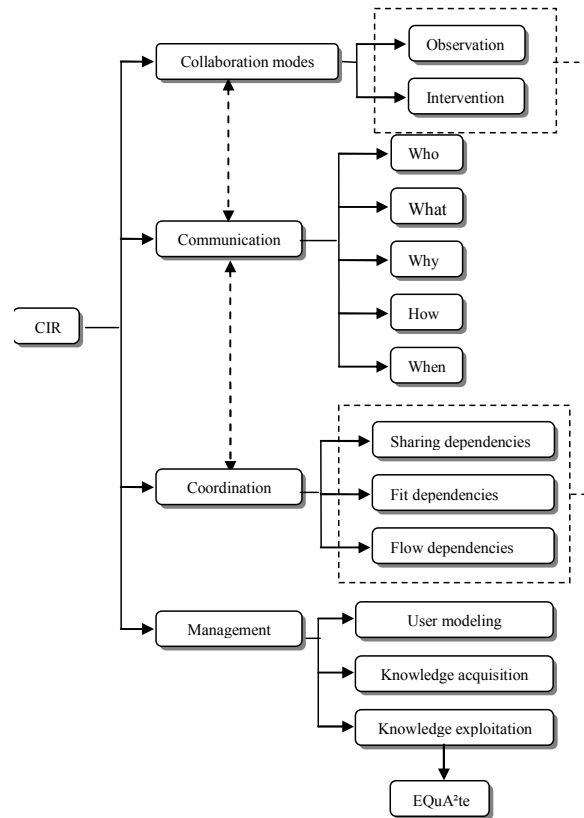 Collaboration modes
Observation
Intervention
Communication
Who
What
Why
How
When
CIR
Coordination
Sharing dependencies
Fit dependencies
Flow dependencies
Management
User modeling
Knowledge acquisition
Knowledge exploitation
EQuA²te